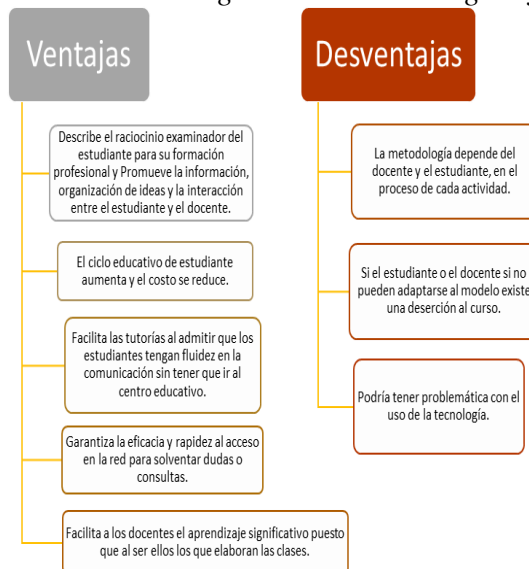 Ventajas
Describe el raciocinio examinador del
estudiante para su formación
profesional y Promueve la información,
organización de ideas y la interacción
entre el estudiante y el docente.
El ciclo educativo de estudiante
aumenta y el costo se reduce.
Facilita las tutorías al admitir que los
estudiantes tengan fluidez en la
comunicación sin tener que ir al
centro educativo.
Garantiza la eficacia y rapidez al acceso
en la red para solventar dudas o
consultas.
Facilita a los docentes el aprendizaje significativo puesto
que al ser ellos los que elaboran las clases.
Desventajas
La metodología depende del
docente y el estudiante, en el
proceso de cada actividad.
Si el estudiante o el docente si no
pueden adaptarse al modelo existe
una deserción al curso.
Podría tener problemática con el
uso de la tecnología.